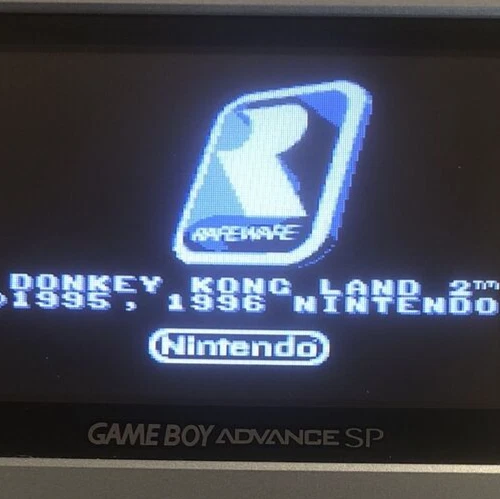 RAREWARE
DONKEY KONG LAND 2™
©1995, 1996 NINTENDO
Nintendo®
GAME BOY ADVANCE SP